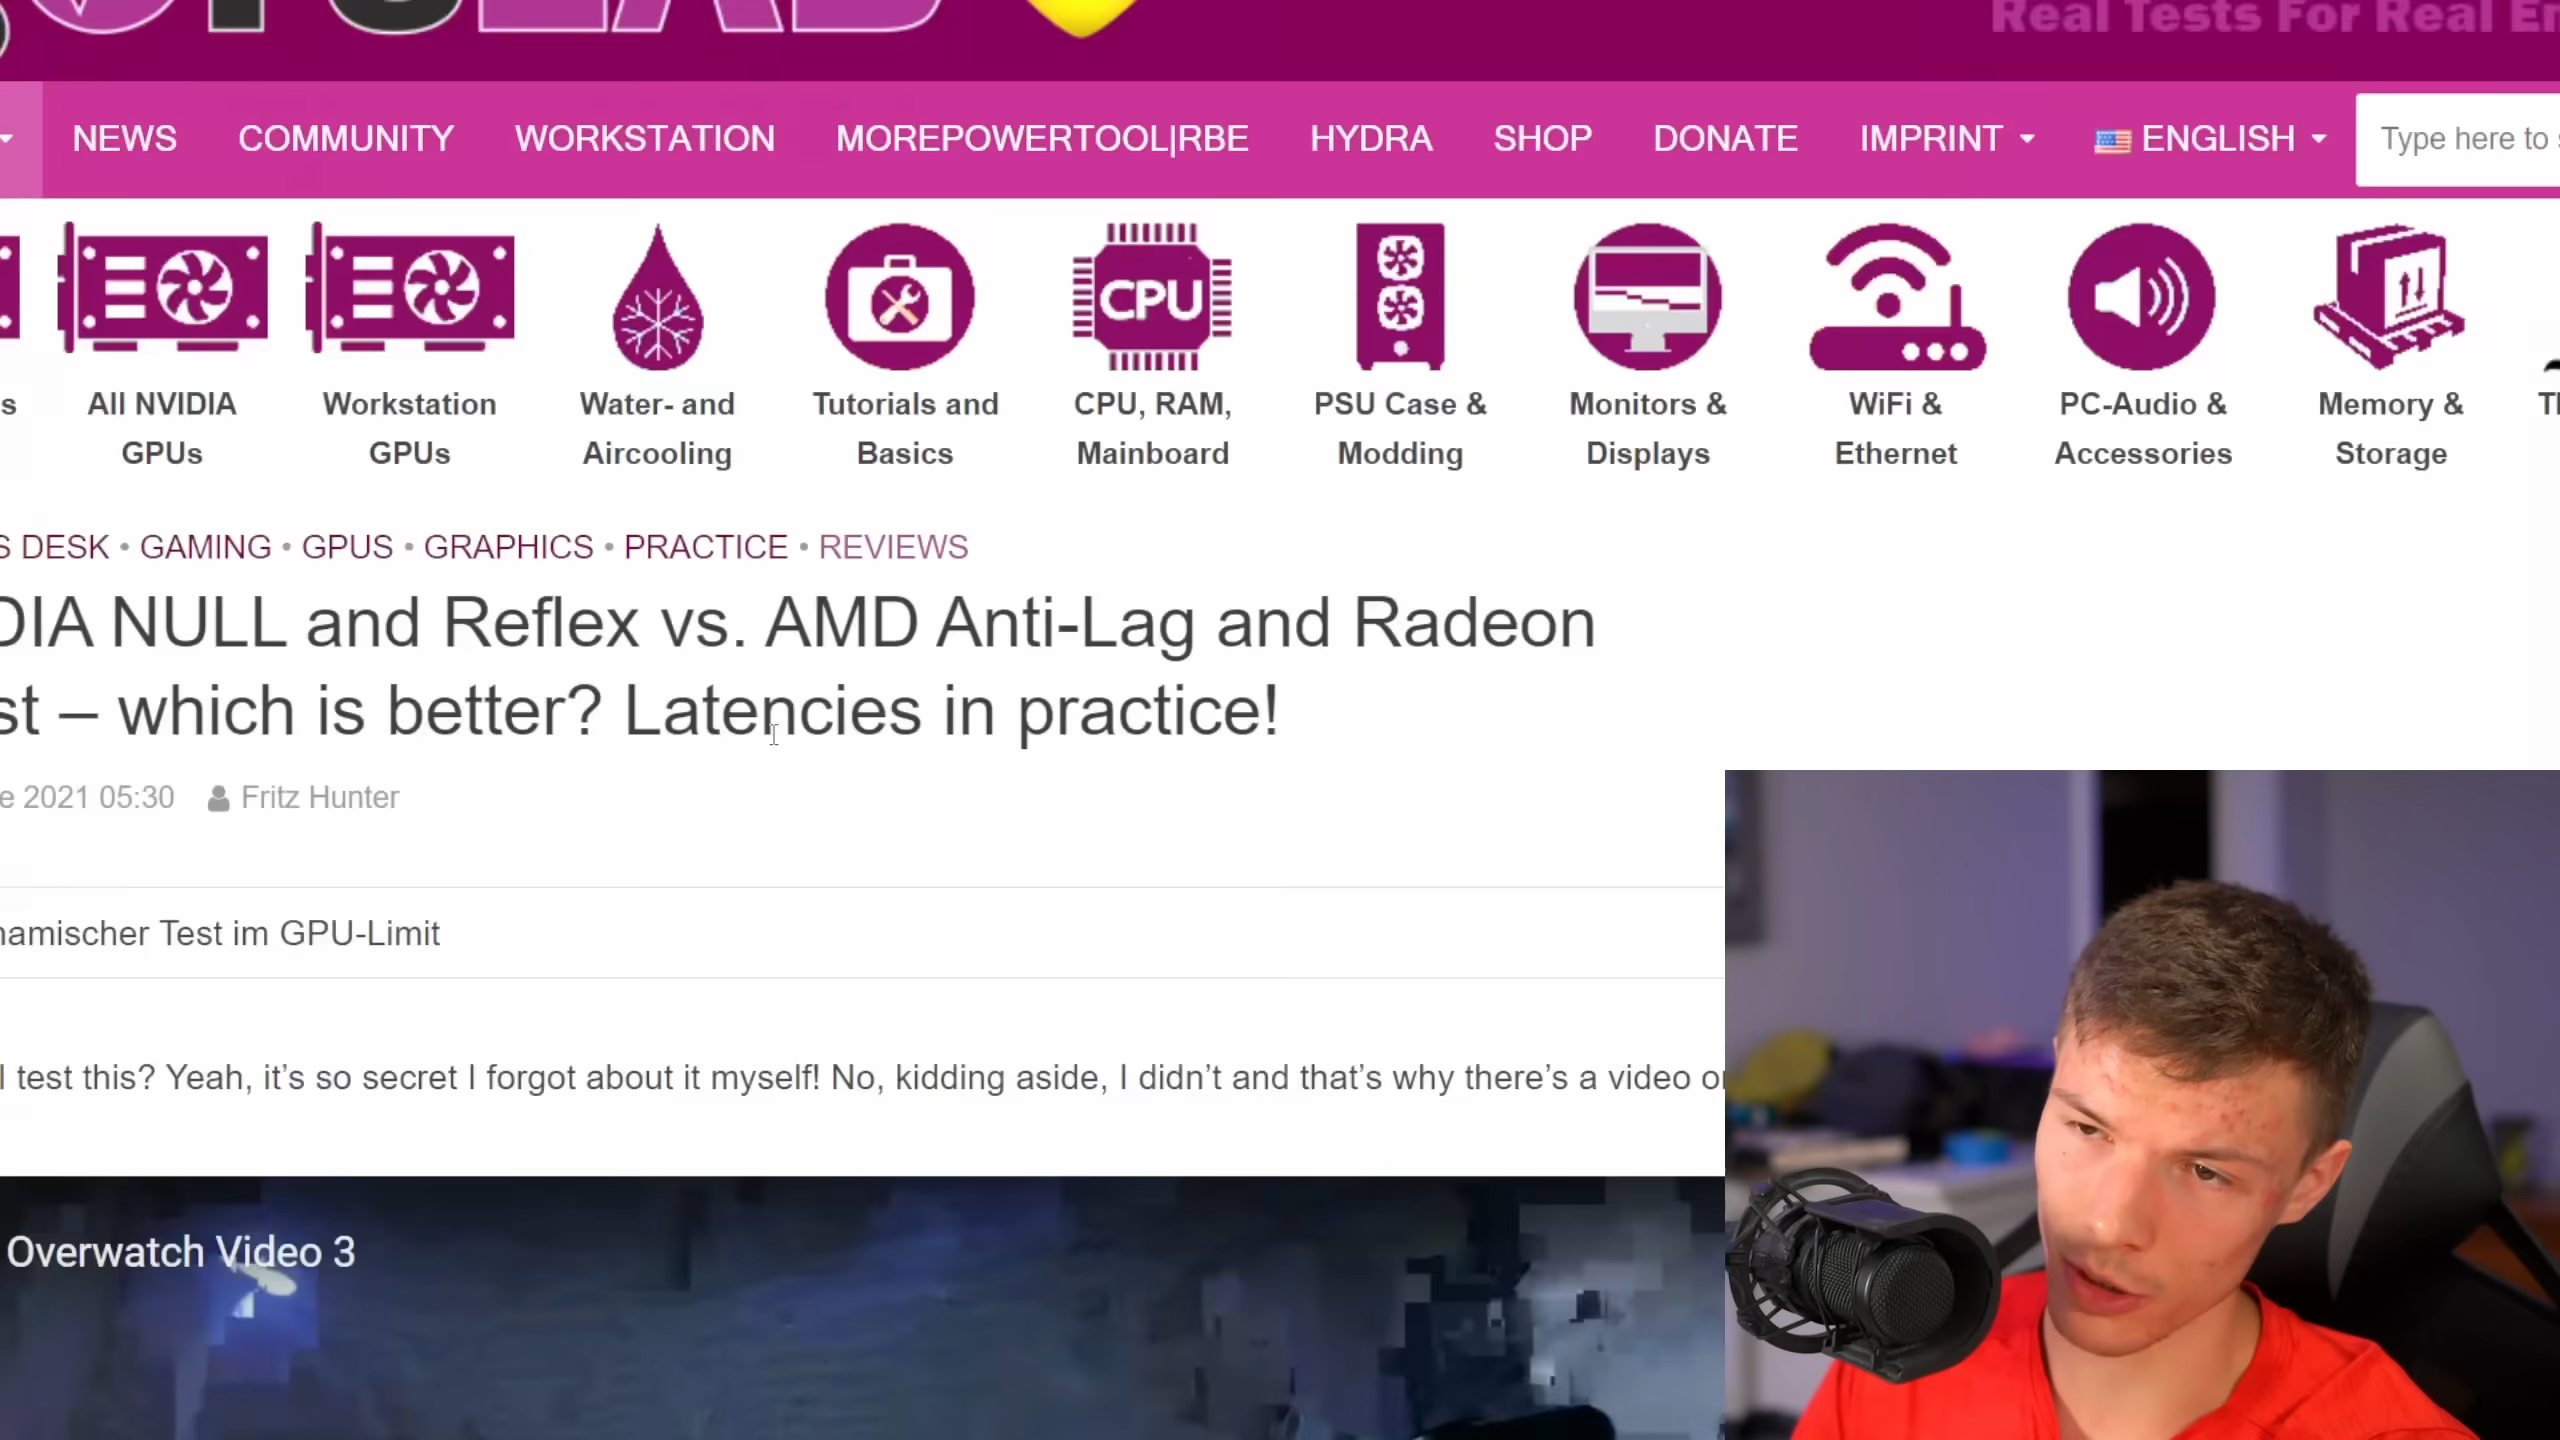 Real Tests For Real
NEWS COMMUNITY WORKSTATION MOREPOWERTOOL|RBE HYDRA SHOP DONATE IMPRINT ENGLISH Type here to
All NVIDIA GPUs
Workstation GPUs
Water- and Aircooling
Tutorials and Basics
CPU
CPU, RAM, Mainboard
PSU Case & Modding
Monitors & Displays
WiFi & Ethernet
PC-Audio & Accessories
Memory & Storage
DESK • GAMING • GPUS • GRAPHICS • PRACTICE • REVIEWS
NULL and Reflex vs. AMD Anti-Lag and Radeon
– which is better? Latencies in practice!
2021 05:30 Fritz Hunter
Test im GPU-Limit
I test this? Yeah, it's so secret I forgot about it myself! No, kidding aside, I didn't and that's why there's a video
Overwatch Video 3